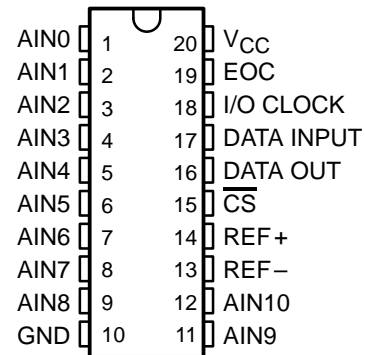 AIN0 1 20 VCC
AIN1 2 19 EOC
AIN2 3 18 I/O CLOCK
AIN3 4 17 DATA INPUT
AIN4 5 16 DATA OUT
AIN5 6 15 C̅S̅
AIN6 7 14 REF+
AIN7 8 13 REF–
AIN8 9 12 AIN10
GND 10 11 AIN9